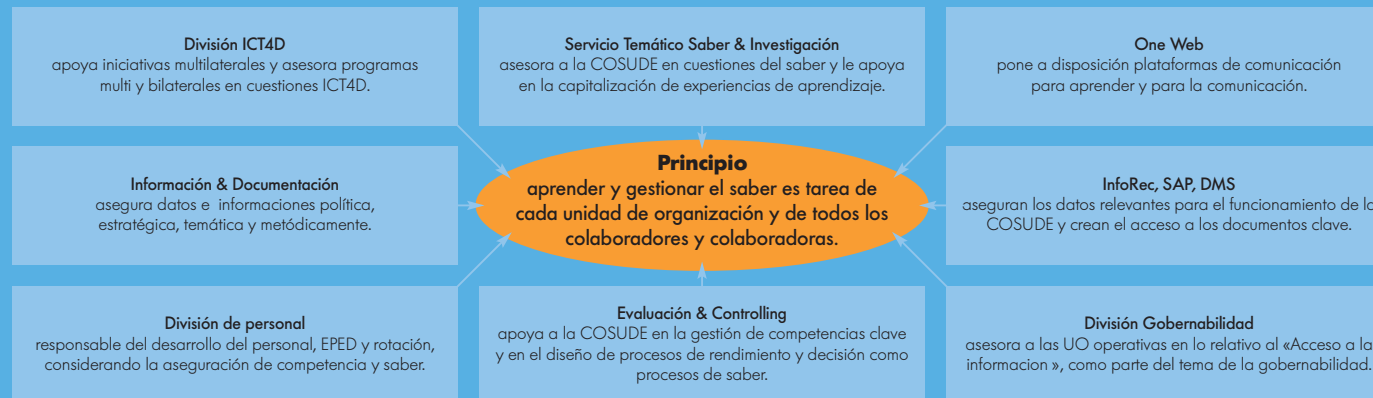 División ICT4D
apoya iniciativas multilaterales y asesora programas
multi y bilaterales en cuestiones ICT4D.
Servicio Temático Saber & Investigación
asesora a la COSUDE en cuestiones del saber y le apoya
en la capitalización de experiencias de aprendizaje.
One Web
pone a disposición plataformas de comunicación
para aprender y para la comunicación.
Información & Documentación
asegura datos e informaciones política,
estratégica, temática y metódicamente.
Principio
aprender y gestionar el saber es tarea de
cada unidad de organización y de todos los
colaboradores y colaboradoras.
InfoRec, SAP, DMS
aseguran los datos relevantes para el funcionamiento de la
COSUDE y crean el acceso a los documentos clave.
División de personal
responsable del desarrollo del personal, EPED y rotación,
considerando la aseguración de competencia y saber.
Evaluación & Controlling
apoya a la COSUDE en la gestión de competencias clave
y en el diseño de procesos de rendimiento y decisión como
procesos de saber.
División Gobernabilidad
asesora a las UO operativas en lo relativo al «Acceso a la
informacion », como parte del tema de la gobernabilidad.